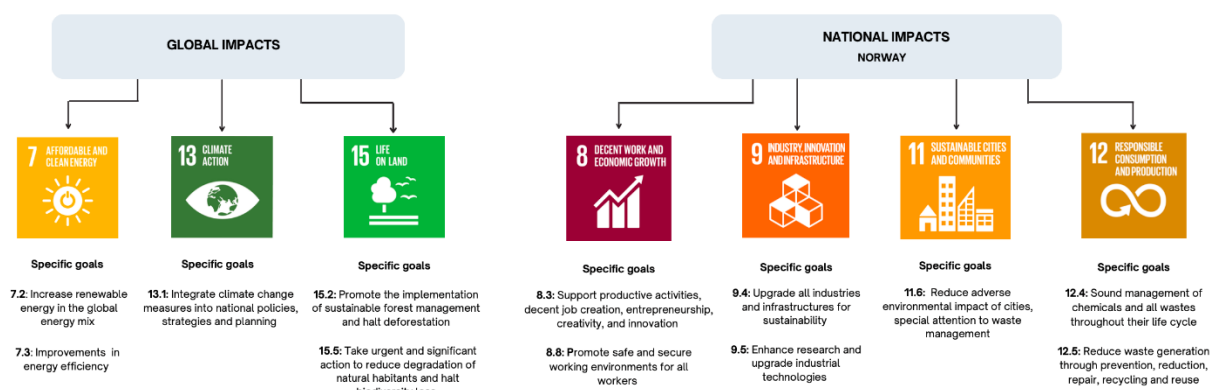 GLOBAL IMPACTS
7 AFFORDABLE AND
CLEAN ENERGY
13 CLIMATE
ACTION
15 LIFE
ON LAND
Specific goals
7.2: Increase renewable
energy in the global
energy mix
7.3: Improvements in
energy efficiency
Specific goals
13.1: Integrate climate change
measures into national policies,
strategies and planning
Specific goals
15.2: Promote the implementation
of sustainable forest management
and halt deforestation
15.5: Take urgent and significant
action to reduce degradation of
natural habitants and halt
NATIONAL IMPACTS
NORWAY
8 DECENT WORK AND
ECONOMIC GROWTH
9 INDUSTRY, INNOVATION
AND INFRASTRUCTURE
11 SUSTAINABLE CITIES
AND COMMUNITIES
12 RESPONSIBLE
CONSUMPTION
AND PRODUCTION
Specific goals
8.3: Support productive activities,
decent job creation, entrepreneurship,
creativity, and innovation
8.8: Promote safe and secure
working environments for all
workers
Specific goals
9.4: Upgrade all industries
and infrastructures for
sustainability
9.5: Enhance research and
upgrade industrial
technologies
Specific goals
11.6: Reduce adverse
environmental impact of cities,
special attention to waste
management
Specific goals
12.4: Sound management of
chemicals and all wastes
throughout their life cycle
12.5: Reduce waste generation
through prevention, reduction,
repair, recycling and reuse